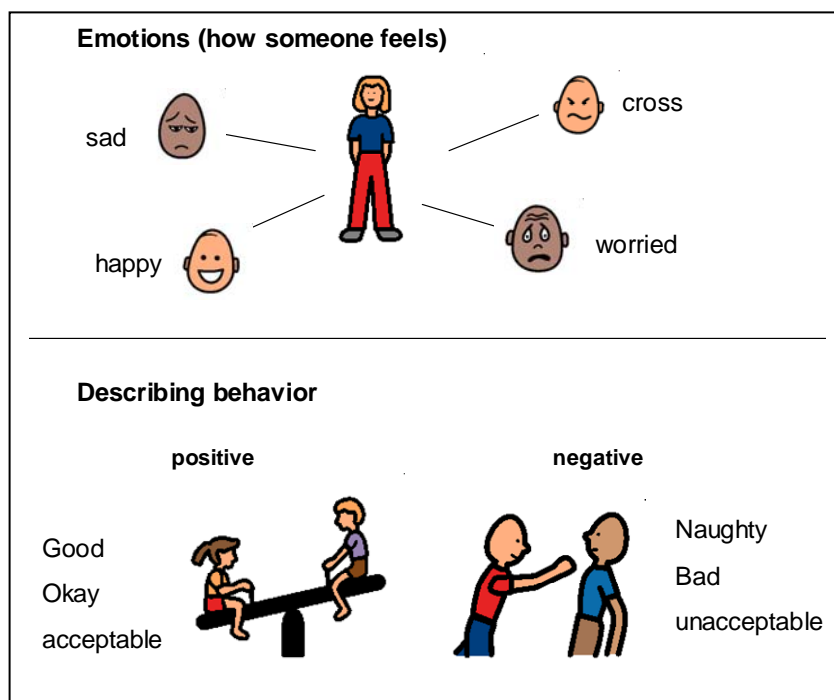 Emotions (how someone feels)
sad
cross
happy
worried
Describing behavior
positive
negative
Good
Okay
acceptable
Naughty
Bad
unacceptable